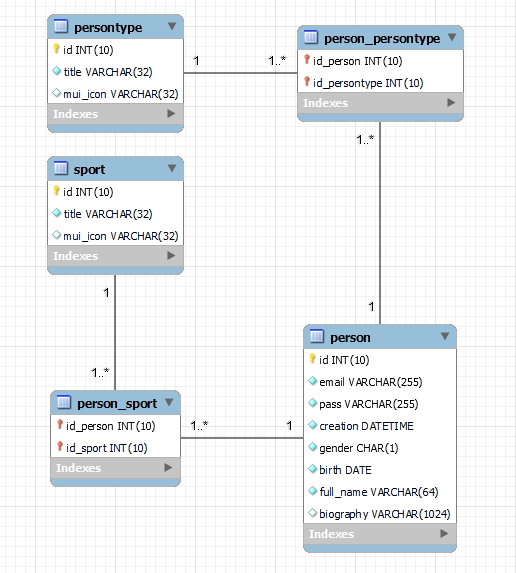 persontype
id INT(10)
title VARCHAR(32)
mui_icon VARCHAR(32)
Indexes
1
1..*
person_persontype
id_person INT(10)
id_persontype INT(10)
Indexes
1..*
1
sport
id INT(10)
title VARCHAR(32)
mui_icon VARCHAR(32)
Indexes
1
1..*
person_sport
id_person INT(10)
id_sport INT(10)
Indexes
1..*
1
person
id INT(10)
email VARCHAR(255)
pass VARCHAR(255)
creation DATETIME
gender CHAR(1)
birth DATE
full_name VARCHAR(64)
biography VARCHAR(1024)
Indexes